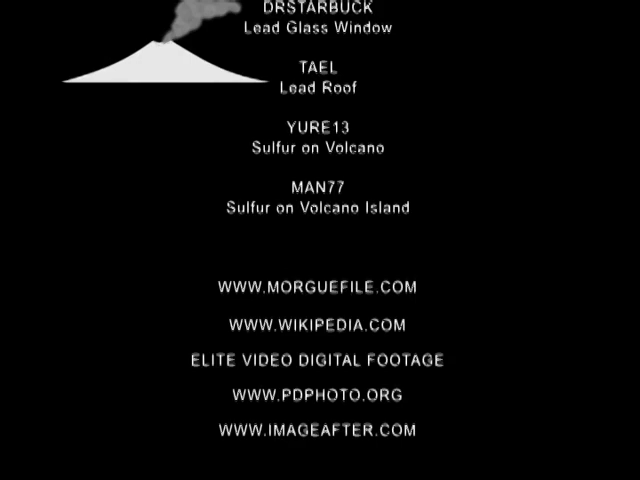 DRSTARBUCK
Lead Glass Window
TAEL
Lead Roof
YURE13
Sulfur on Volcano
MAN77
Sulfur on Volcano Island
WWW.MORGUEFILE.COM
WWW.WIKIPEDIA.COM
ELITE VIDEO DIGITAL FOOTAGE
WWW.PDPHOTO.ORG
WWW.IMAGEAFTER.COM